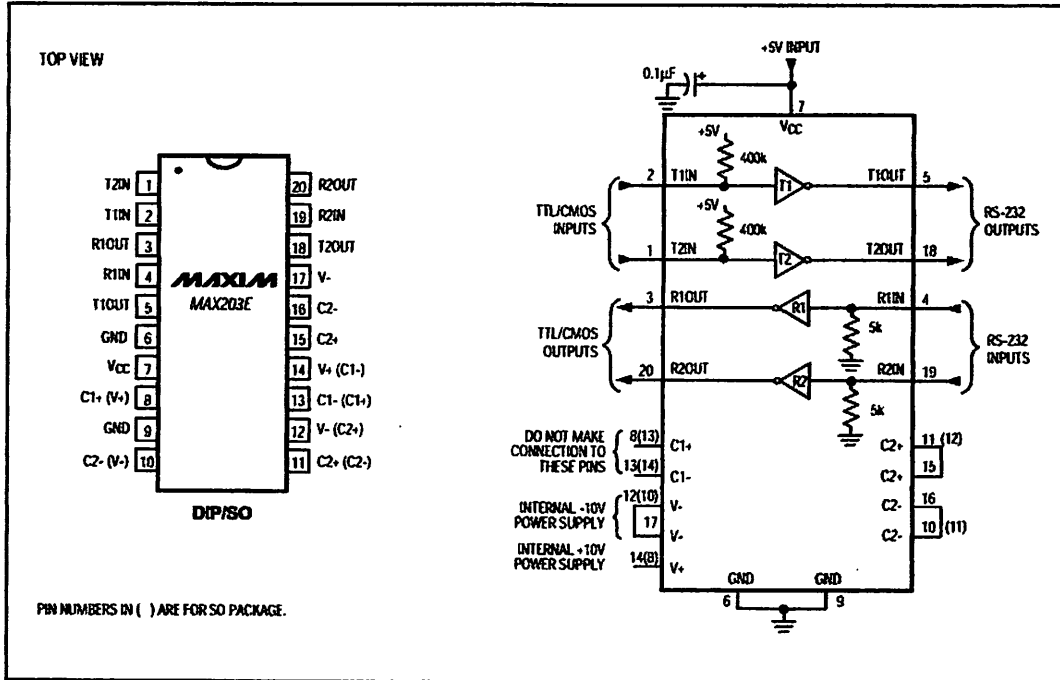 TOP VIEW
T2IN 1
T1IN 2
R1OUT 3
R1IN 4
T1OUT 5
GND 6
VCC 7
C1+ (V+) 8
GND 9
C2- (V-) 10
20 R2OUT
19 R2IN
18 T2OUT
17 V-
16 C2-
15 C2+
14 V+ (C1-)
13 C1- (C1+)
12 V- (C2+)
11 C2+ (C2-)
MAXIM
MAX203E
DIP/SO
PIN NUMBERS IN ( ) ARE FOR SO PACKAGE.
+5V INPUT
0.1µF
+
7
VCC
+5V
400k
2 T1IN T1 T1OUT 5
+5V
400k
1 T2IN T2 T2OUT 18
TTL/CMOS
INPUTS
RS-232
OUTPUTS
3 R1OUT R1 R1IN 4
5k
20 R2OUT R2 R2IN 19
5k
TTL/CMOS
OUTPUTS
RS-232
INPUTS
DO NOT MAKE
CONNECTION TO
THESE PINS
8(13) C1+
13(14) C1-
INTERNAL -10V
POWER SUPPLY
12(10) V-
17 V-
INTERNAL +10V
POWER SUPPLY
14(8) V+
C2+ 11 (12)
C2+ 15
C2- 16
C2- 10 (11)
GND GND
6 9